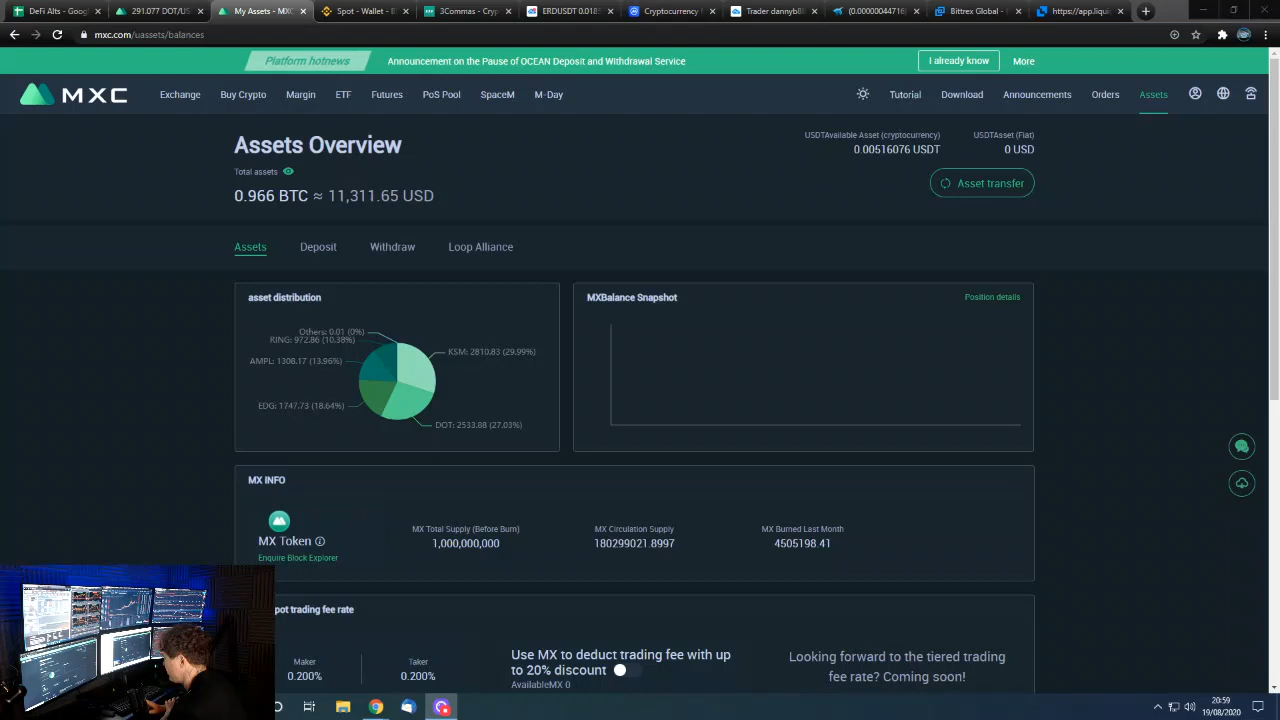 DeFi Alts - Googl
291.077 DOT/US
My Assets - MXC
Spot - Wallet - Bi
3Commas - Cryp
ERDUSDT 0.0185
Cryptocurrency
Trader dannyb8
(0.0000044716)
Bittrex Global -
https://app.liqui
mxc.com/uassets/balances
Platform hotnews
Announcement on the Pause of OCEAN Deposit and Withdrawal Service
I already know
More
MXC
Exchange
Buy Crypto
Margin
ETF
Futures
PoS Pool
SpaceM
M-Day
Tutorial
Download
Announcements
Orders
Assets
Assets Overview
USDTAvailable Asset (cryptocurrency)
USDTAsset (Fiat)
0.00516076 USDT
0 USD
Total assets
0.966 BTC ≈ 11,311.65 USD
Asset transfer
Assets
Deposit
Withdraw
Loop Alliance
asset distribution
Others: 0.01 (0%)
RING: 972.86 (10.38%)
AMPL: 1308.17 (13.96%)
EDG: 1747.73 (18.64%)
KSM: 2810.83 (29.99%)
DOT: 2533.88 (27.03%)
MXBalance Snapshot
Position details
MX INFO
MX Token
Enquire Block Explorer
MX Total Supply (Before Burn)
1,000,000,000
MX Circulation Supply
180299021.8997
MX Burned Last Month
4505198.41
pot trading fee rate
Maker
0.200%
Taker
0.200%
Use MX to deduct trading fee with up
to 20% discount
AvailableMX 0
Looking forward to the tiered trading
fee rate? Coming soon!
20:59
19/08/2020